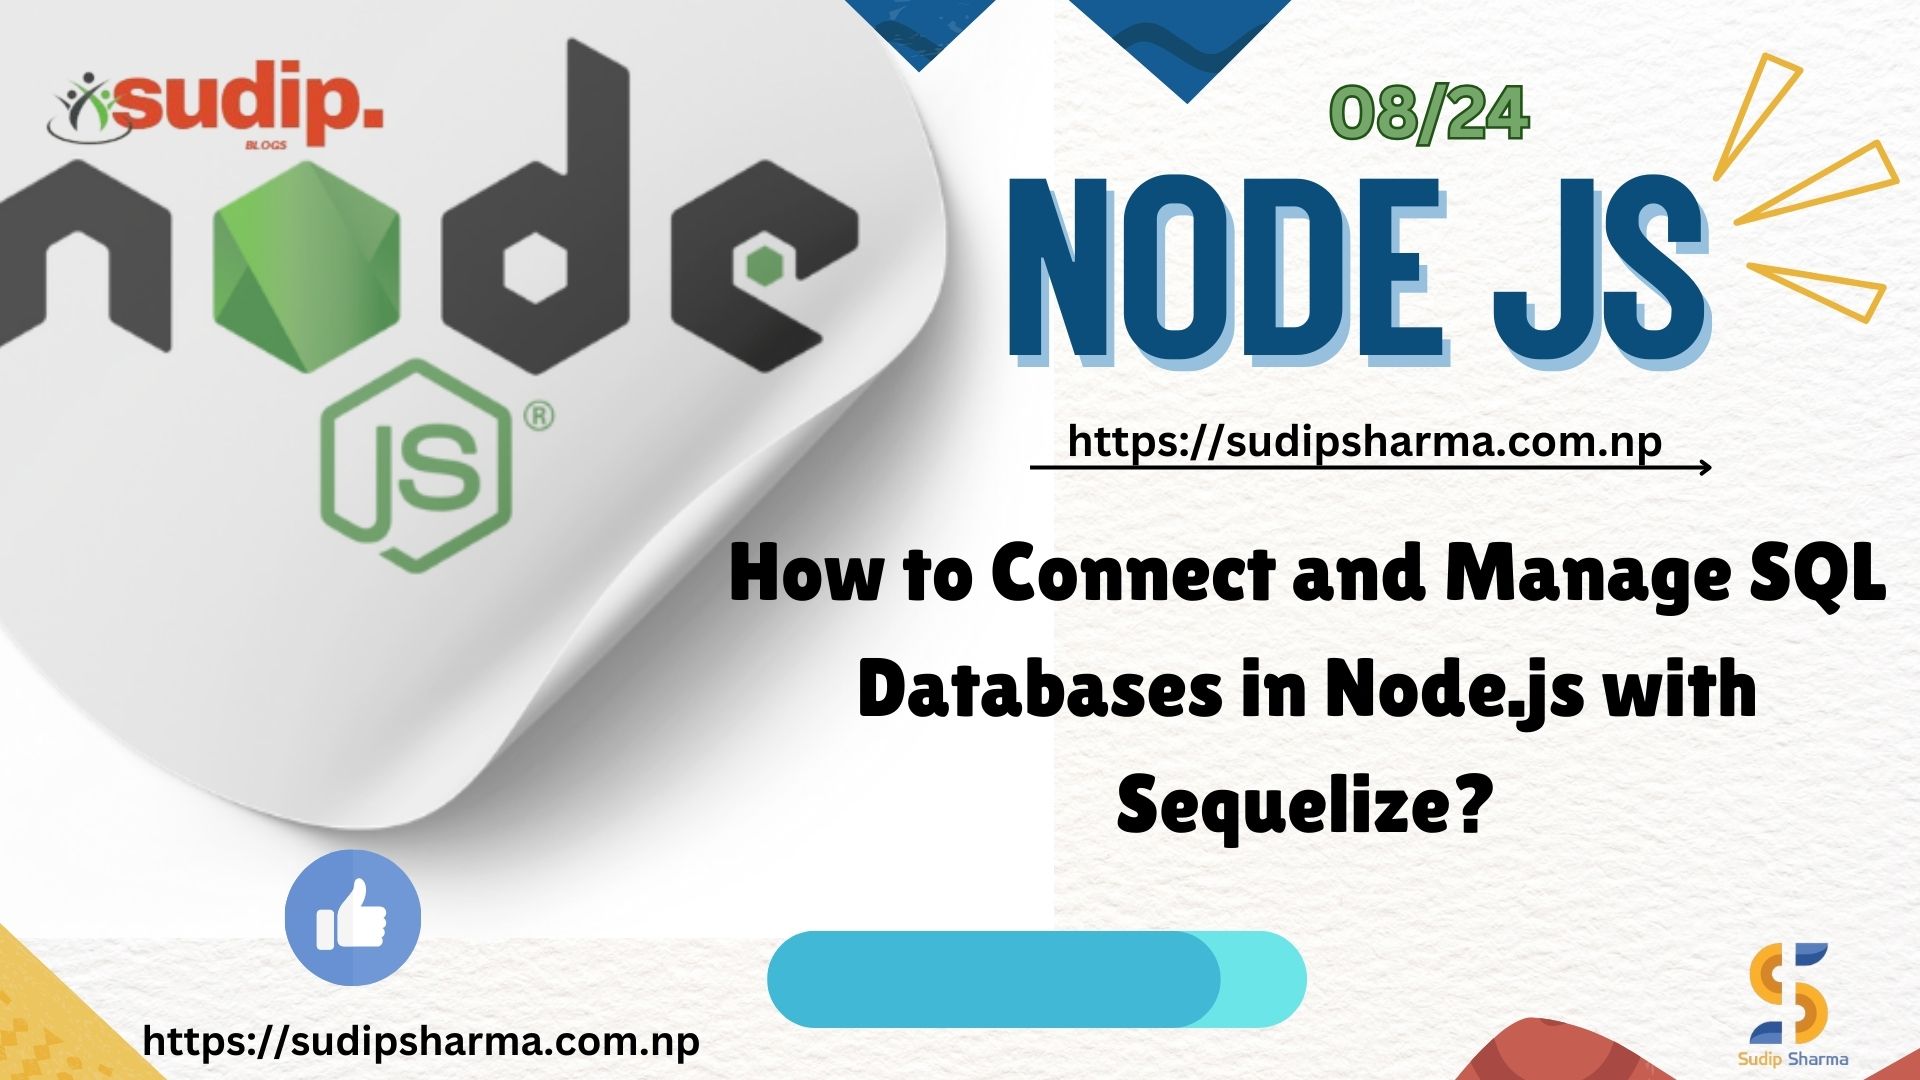 sudip.
BLOGS
node
JS®
08/24
NODE JS
https://sudipsharma.com.np
How to Connect and Manage SQL
Databases in Node.js with
Sequelize?
https://sudipsharma.com.np
S
Sudip Sharma